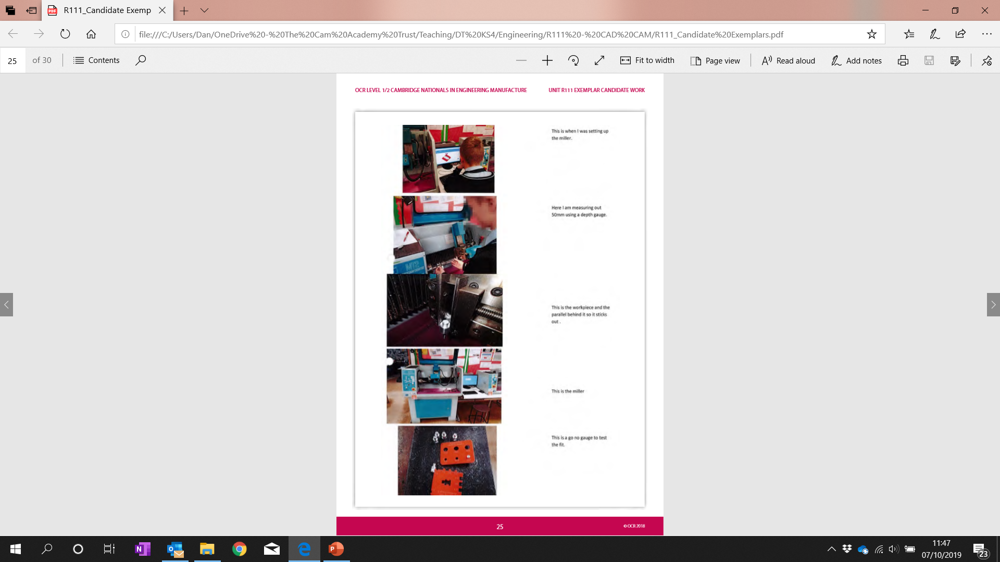 R111_Candidate Exemp
file:///C:/Users/Dan/OneDrive%20-%20The%20Cam%20Academy%20Trust/Teaching/DT%20KS4/Engineering/R111%20-%20CAD%20CAM/R111_Candidate%20Exemplars.pdf
25 of 30 Contents Fit to width Page view Read aloud Add notes
OCR LEVEL 1/2 CAMBRIDGE NATIONALS IN ENGINEERING MANUFACTURE UNIT R111 EXEMPLAR CANDIDATE WORK
This is when I was setting up
the miller.
Here I am measuring out
50mm using a depth gauge.
This is the workpiece and the
parallel behind it so it sticks
out .
This is the miller
This is a go no gauge to test
the fit.
25 © OCR 2018
11:47
07/10/2019
23